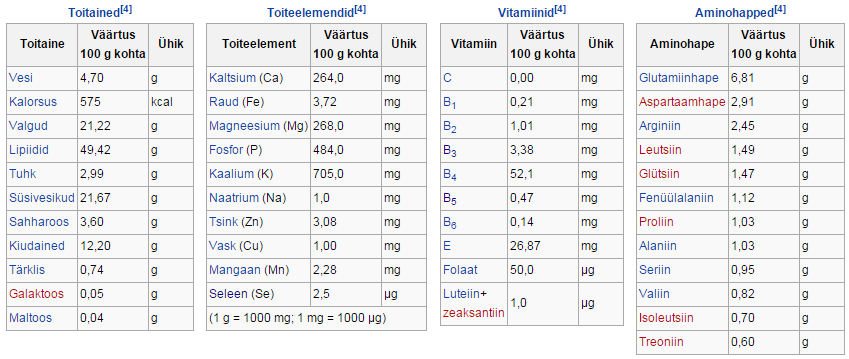 Toitained[4]
Toitaine Väärtus 100 g kohta Ühik
Vesi 4,70 g
Kalorsus 575 kcal
Valgud 21,22 g
Lipiidid 49,42 g
Tuhk 2,99 g
Süsivesikud 21,67 g
Sahharoos 3,60 g
Kiudained 12,20 g
Tärklis 0,74 g
Galaktoos 0,05 g
Maltoos 0,04 g
Toiteelemendid[4]
Toiteelement Väärtus 100 g kohta Ühik
Kaltsium (Ca) 264,0 mg
Raud (Fe) 3,72 mg
Magneesium (Mg) 268,0 mg
Fosfor (P) 484,0 mg
Kaalium (K) 705,0 mg
Naatrium (Na) 1,0 mg
Tsink (Zn) 3,08 mg
Vask (Cu) 1,00 mg
Mangaan (Mn) 2,28 mg
Seleen (Se) 2,5 µg
(1 g = 1000 mg; 1 mg = 1000 µg)
Vitamiinid[4]
Vitamiin Väärtus 100 g kohta Ühik
C 0,00 mg
B1 0,21 mg
B2 1,01 mg
B3 3,38 mg
B4 52,1 mg
B5 0,47 mg
B6 0,14 mg
E 26,87 mg
Folaat 50,0 µg
Luteiin+ zeaksantiin 1,0 µg
Aminohapped[4]
Aminohape Väärtus 100 g kohta Ühik
Glutamiinhape 6,81 g
Aspartaamhape 2,91 g
Arginiin 2,45 g
Leutsiin 1,49 g
Glütsiin 1,47 g
Fenüülalaniin 1,12 g
Proliin 1,03 g
Alaniin 1,03 g
Seriin 0,95 g
Valiin 0,82 g
Isoleutsiin 0,70 g
Treoniin 0,60 g